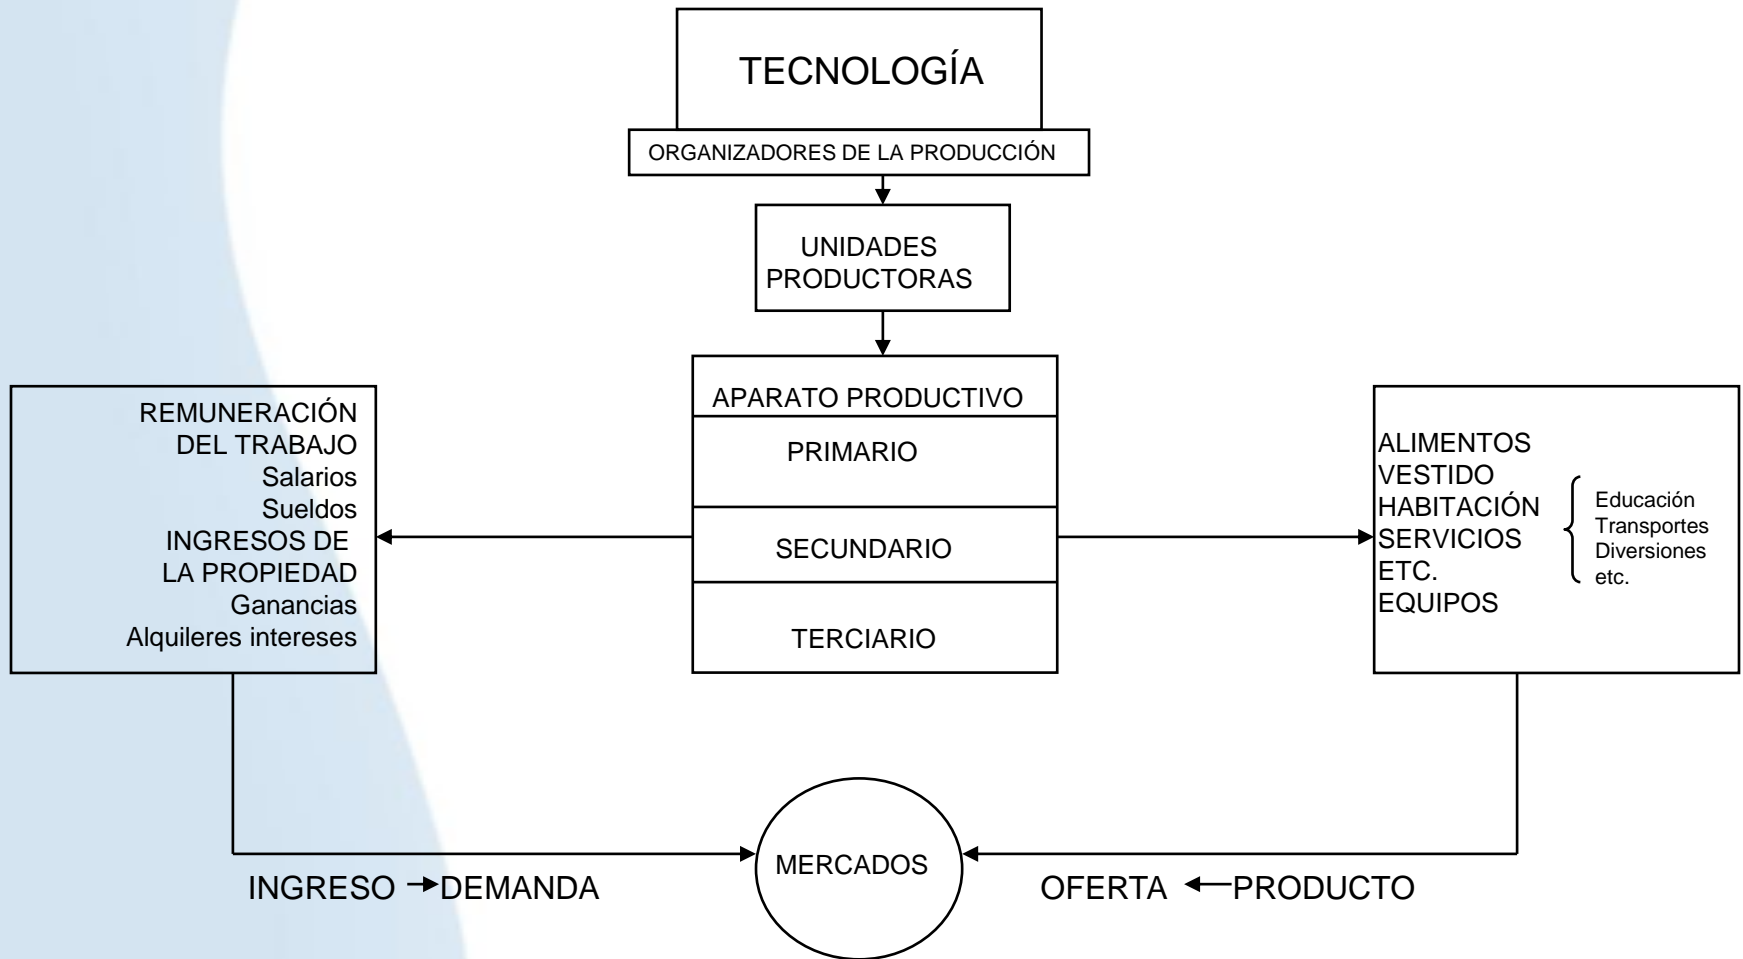 TECNOLOGÍA
ORGANIZADORES DE LA PRODUCCIÓN
UNIDADES
PRODUCTORAS
APARATO PRODUCTIVO
PRIMARIO
SECUNDARIO
TERCIARIO
REMUNERACIÓN
DEL TRABAJO
Salarios
Sueldos
INGRESOS DE
LA PROPIEDAD
Ganancias
Alquileres intereses
ALIMENTOS
VESTIDO
HABITACIÓN
SERVICIOS
ETC.
EQUIPOS
Educación
Transportes
Diversiones
etc.
MERCADOS
INGRESO → DEMANDA
OFERTA ← PRODUCTO